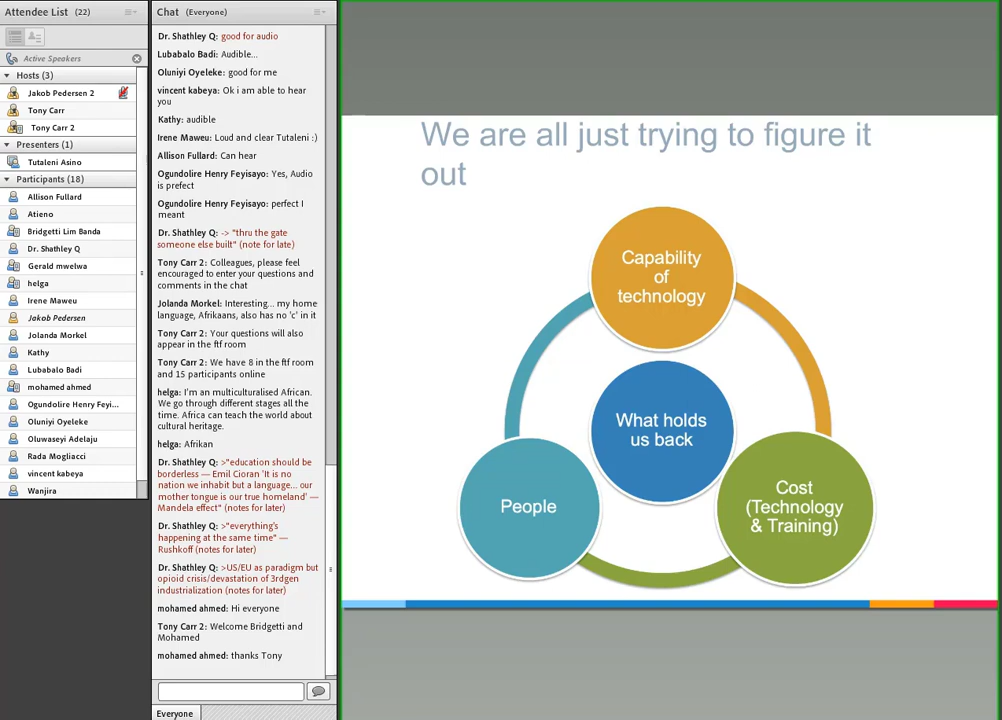 Attendee List (22)
Active Speakers
Hosts (3)
Jakob Pedersen 2
Tony Carr
Tony Carr 2
Presenters (1)
Tutaleni Asino
Participants (18)
Allison Fullard
Atieno
Bridgetti Lim Banda
Dr. Shathley Q
Gerald mwelwa
helga
Irene Maweu
Jakob Pedersen
Jolanda Morkel
Kathy
Lubabalo Badi
mohamed ahmed
Ogundolire Henry Feyi...
Oluniyi Oyeleke
Oluwaseyi Adelaju
Rada Mogliacci
vincent kabeya
Wanjira
Chat (Everyone)
Dr. Shathley Q: good for audio
Lubabalo Badi: Audible...
Oluniyi Oyeleke: good for me
vincent kabeya: Ok i am able to hear
you
Kathy: audible
Irene Maweu: Loud and clear Tutaleni :)
Allison Fullard: Can hear
Ogundolire Henry Feyisayo: Yes, Audio
is prefect
Ogundolire Henry Feyisayo: perfect I
meant
Dr. Shathley Q: -> "thru the gate
someone else built" (note for late)
Tony Carr 2: Colleagues, please feel
encouraged to enter your questions and
comments in the chat
Jolanda Morkel: Interesting... my home
language, Afrikaans, also has no 'c' in it
Tony Carr 2: Your questions will also
appear in the ftf room
Tony Carr 2: We have 8 in the ftf room
and 15 participants online
helga: I'm an multiculturalised African.
We go through different stages all the
time. Africa can teach the world about
cultural heritage.
helga: Afrikan
Dr. Shathley Q: >"education should be
borderless — Emil Cioran 'It is no
nation we inhabit but a language... our
mother tongue is our true homeland' —
Mandela effect" (notes for later)
Dr. Shathley Q: >"everything's
happening at the same time" —
Rushkoff (notes for later)
Dr. Shathley Q: >US/EU as paradigm but
opioid crisis/devastation of 3rdgen
industrialization (notes for later)
mohamed ahmed: Hi everyone
Tony Carr 2: Welcome Bridgetti and
Mohamed
mohamed ahmed: thanks Tony
Everyone
We are all just trying to figure it
out
Capability
of
technology
What holds
us back
People
Cost
(Technology
& Training)